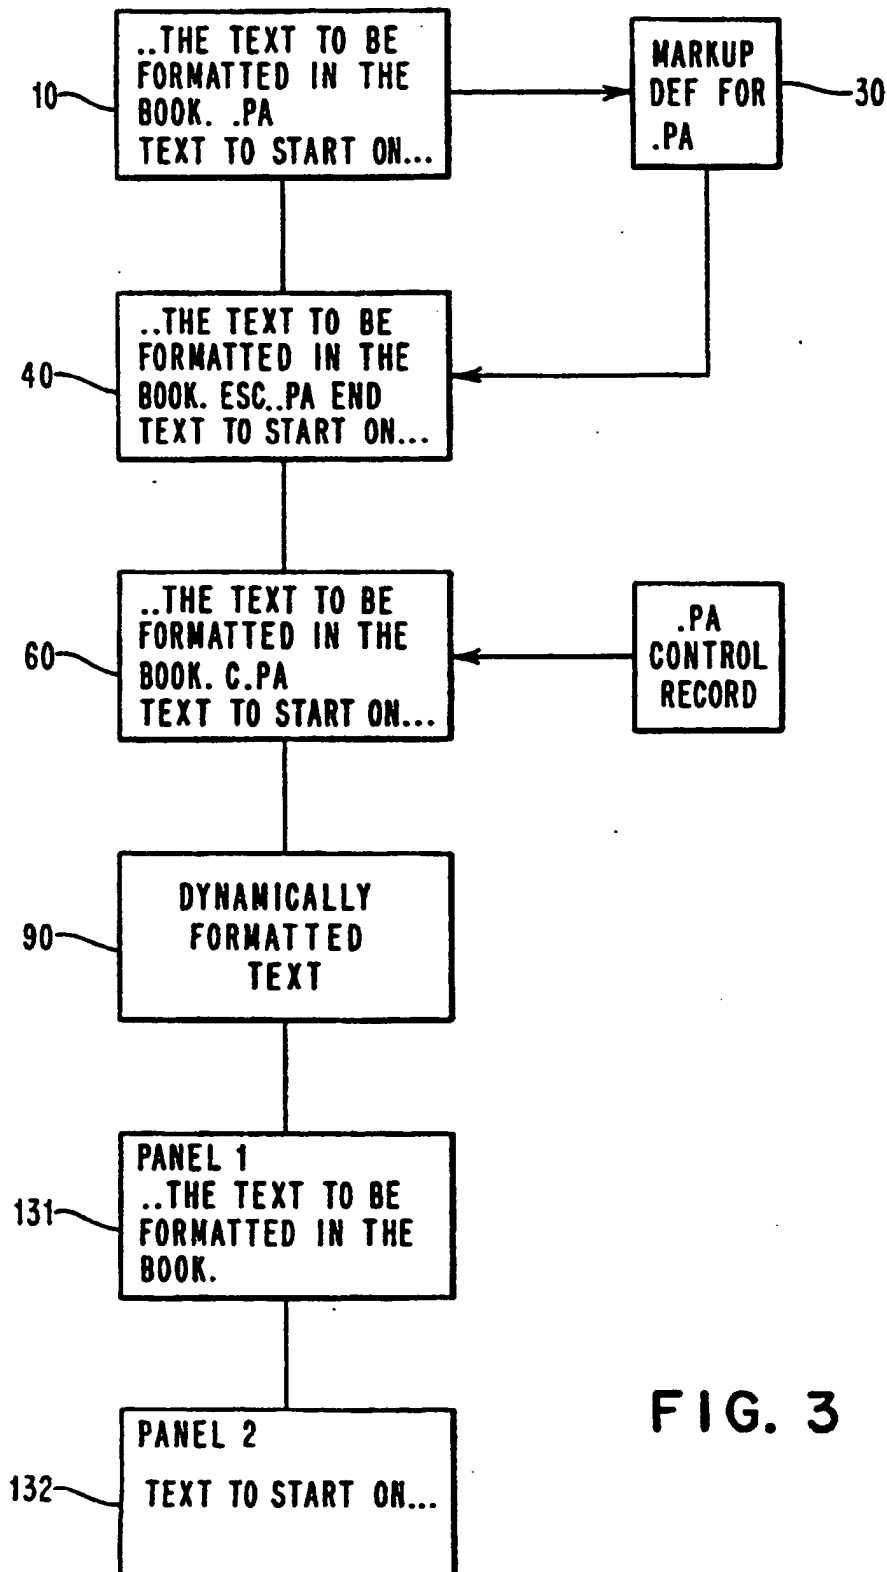 ..THE TEXT TO BE
FORMATTED IN THE
BOOK. .PA
TEXT TO START ON...
10
MARKUP
DEF FOR
.PA
30
..THE TEXT TO BE
FORMATTED IN THE
BOOK. ESC..PA END
TEXT TO START ON...
40
..THE TEXT TO BE
FORMATTED IN THE
BOOK. C.PA
TEXT TO START ON...
60
.PA
CONTROL
RECORD
DYNAMICALLY
FORMATTED
TEXT
90
PANEL 1
..THE TEXT TO BE
FORMATTED IN THE
BOOK.
131
PANEL 2
TEXT TO START ON...
132
FIG. 3